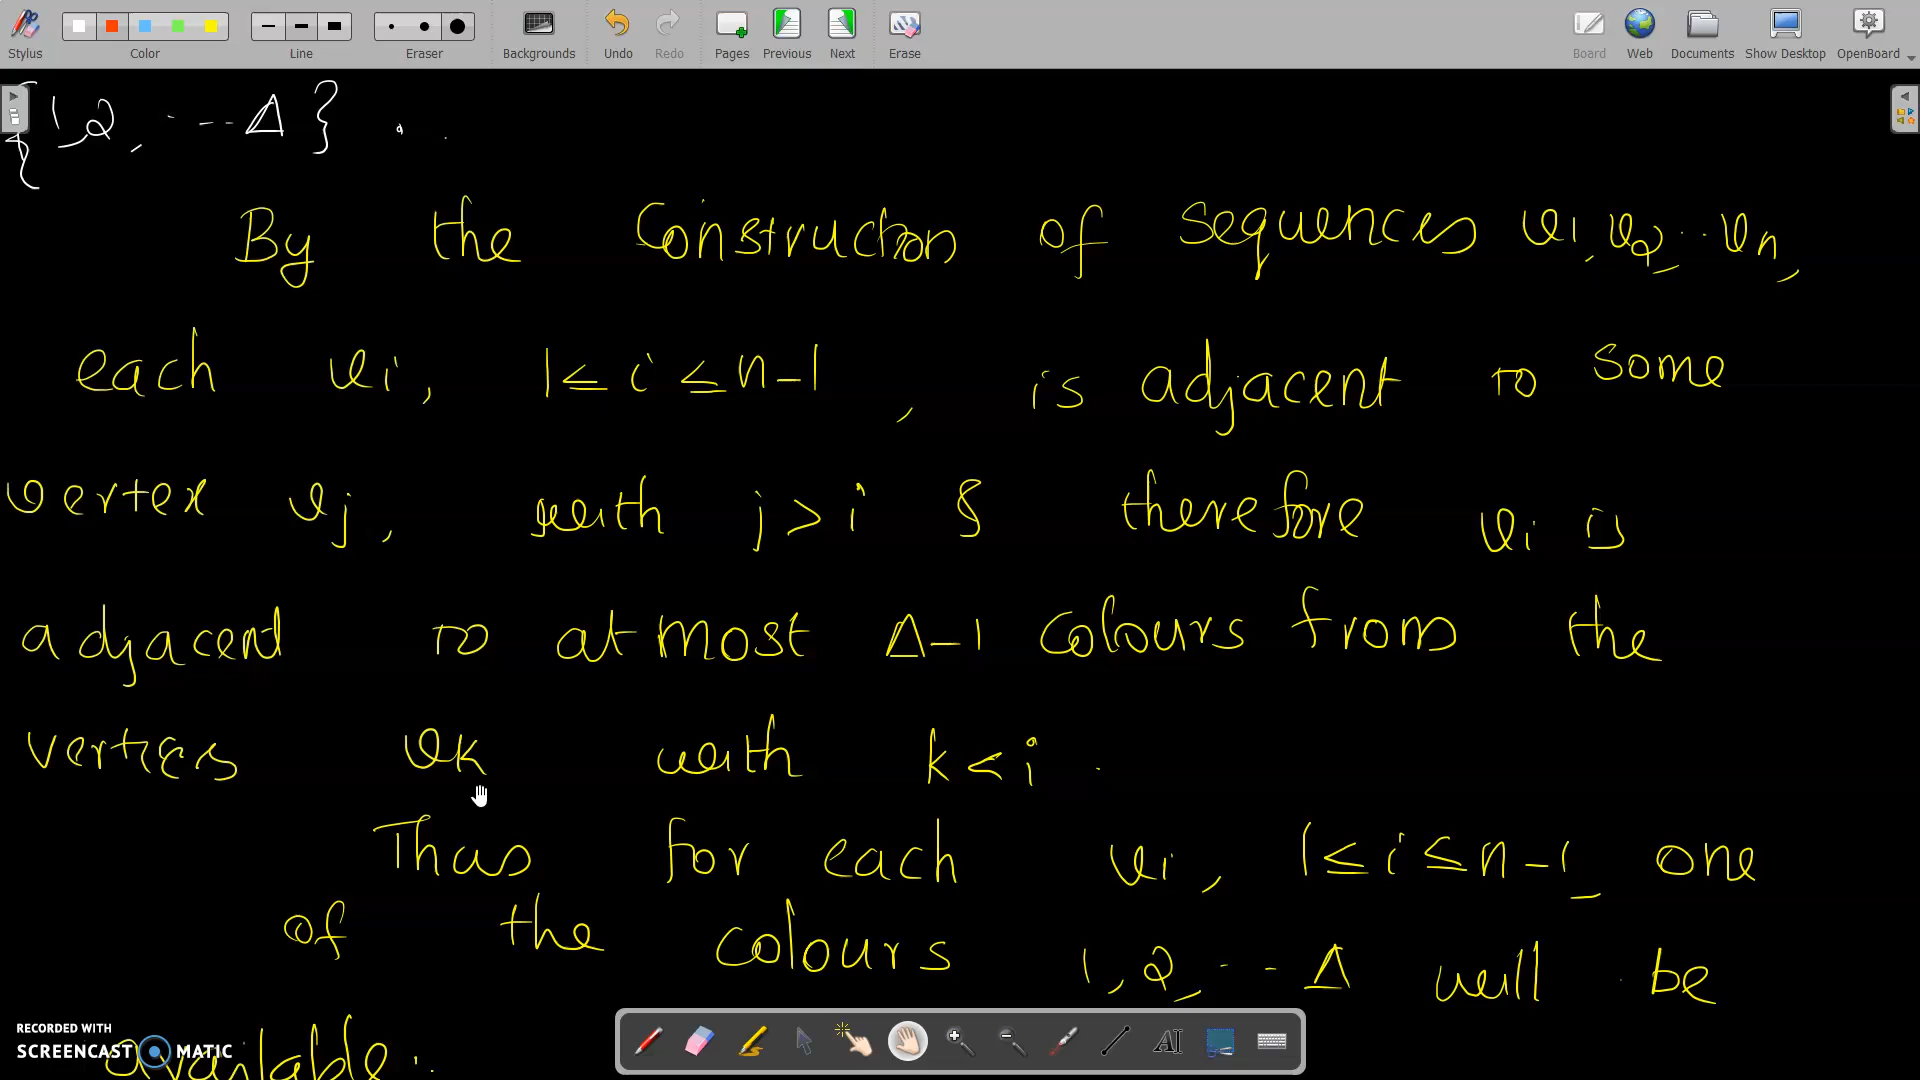 Stylus Color Line Eraser Backgrounds Undo Redo Pages Previous Next Erase Board Web Documents Show Desktop OpenBoard
{1,2, ... Δ}
By the Construction of sequences v1, v2, .. vn,
each vi, 1 ≤ i ≤ n-1, is adjacent to some
vertex vj, with j > i & therefore vi is
adjacent to atmost Δ-1 colours from the
vertices vk with k < i.
Thus for each vi, 1 ≤ i ≤ n-1, one
of the colours 1, 2, ... Δ will be
available.
RECORDED WITH
SCREENCAST MATIC
AI